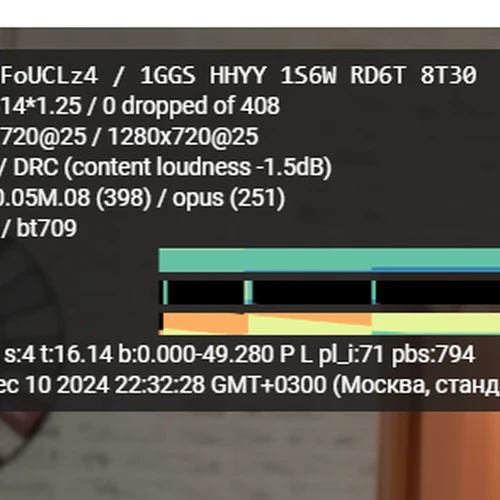 FoUCLz4 / 1GGS HHYY 1S6W RD6T 8T30
14*1.25 / 0 dropped of 408
720@25 / 1280x720@25
/ DRC (content loudness -1.5dB)
0.05M.08 (398) / opus (251)
/ bt709
s:4 t:16.14 b:0.000-49.280 P L pl_i:71 pbs:794
ec 10 2024 22:32:28 GMT+0300 (Москва, станд